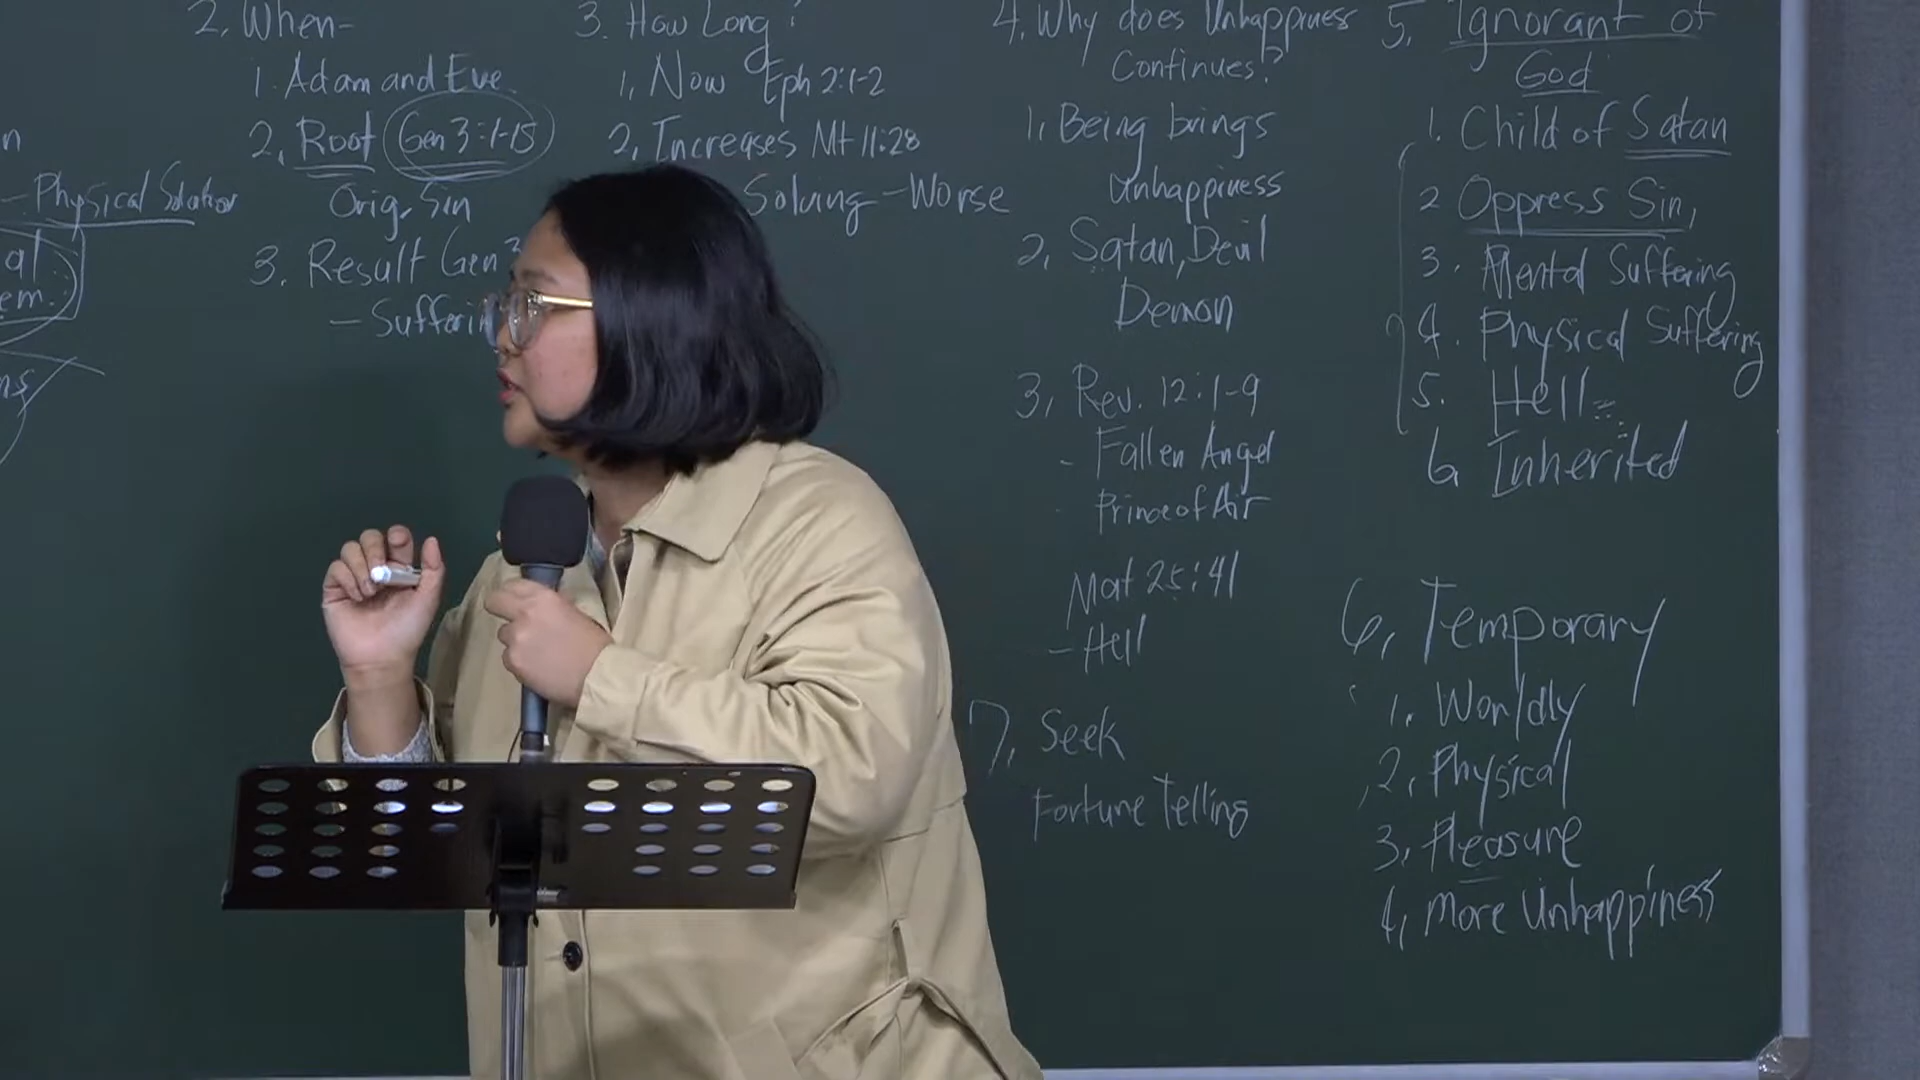 n
- Physical Solution
al
em.
ns
2. When-
1. Adam and Eve
2. Root Gen 3:1-15
Orig. Sin
3. Result Gen 3
- Sufferin
3. How Long?
1, Now Eph 2:1-2
2, Increases Mt 11:28
Solving - Worse
4. Why does Unhappiness
Continues?
1, Being brings
unhappiness
2, Satan, Devil
Demon
3, Rev. 12:1-9
- Fallen Angel
Prince of Air
Mat 25:41
- Hell
5, Ignorant of
God
1. Child of Satan
2 Oppress Sin,
3. Mental Suffering
4. Physical Suffering
5. Hell
6. Inherited
6, Temporary
1. Worldly
2, Physical
3, Pleasure
4, More Unhappiness
7, Seek
Fortune Telling